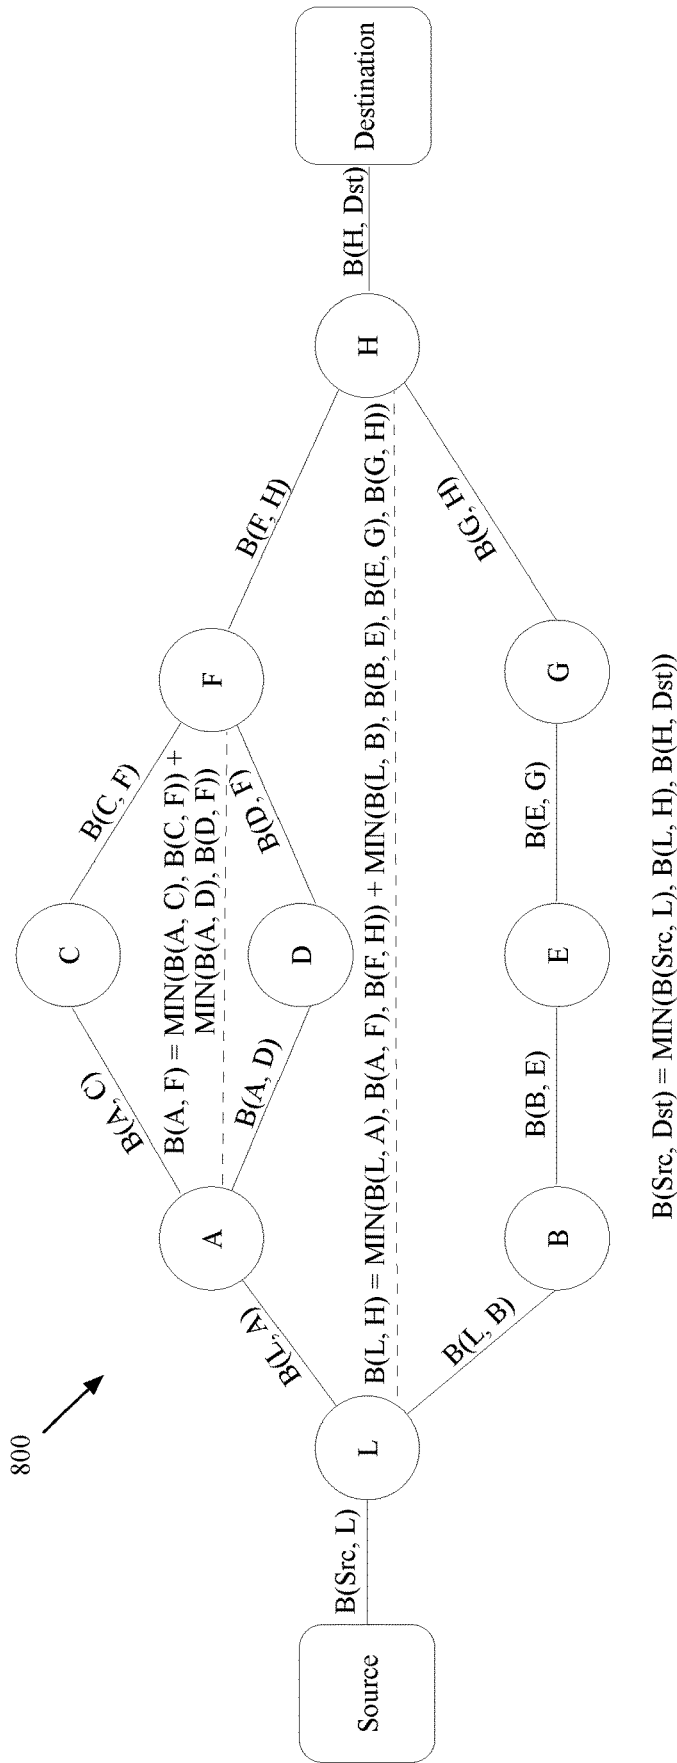 800
Source
B(Src, L)
L
B(L, A)
B(L, B)
A
B
B(A, C)
B(A, D)
B(B, E)
C
D
E
B(A, F) = MIN(B(A, C), B(C, F)) +
MIN(B(A, D), B(D, F))
B(C, F)
B(D, F)
B(E, G)
F
G
B(L, H) = MIN(B(L, A), B(A, F), B(F, H)) + MIN(B(L, B), B(B, E), B(E, G), B(G, H))
B(F, H)
B(G, H)
H
B(H, Dst)
Destination
B(Src, Dst) = MIN(B(Src, L), B(L, H), B(H, Dst))